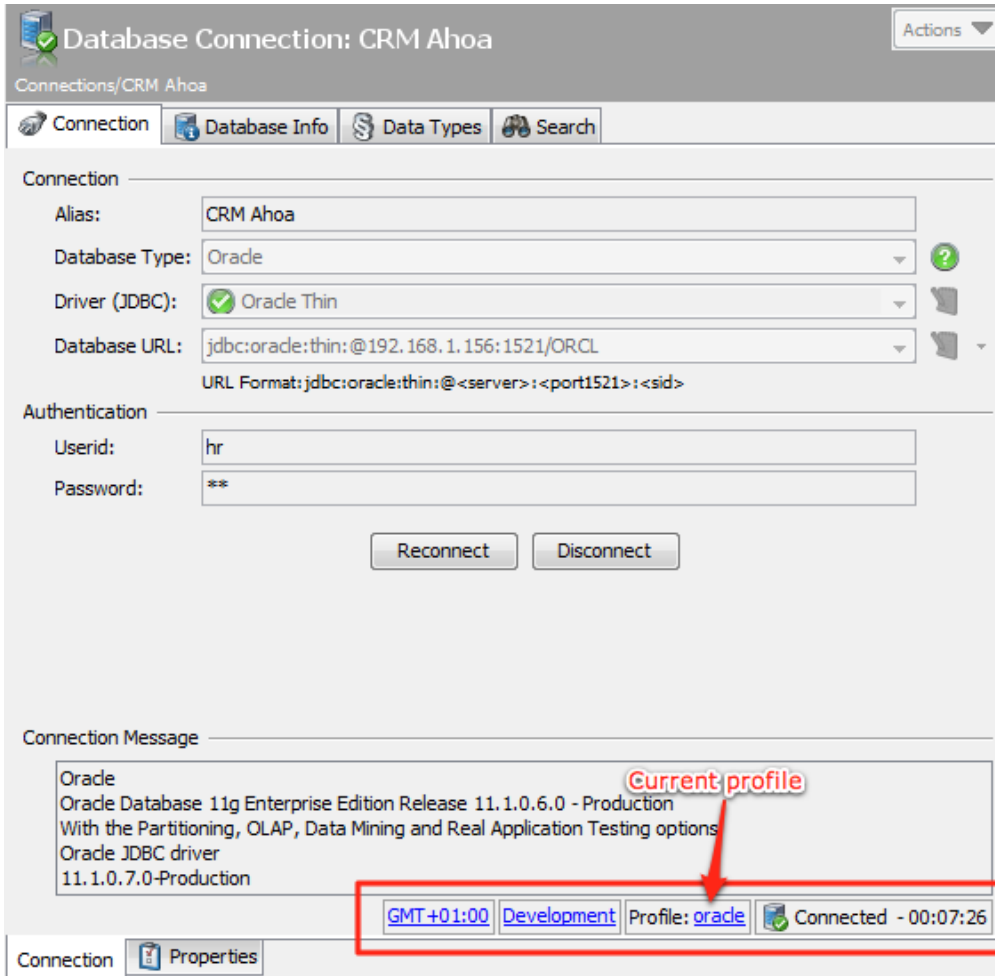 Database Connection: CRM Ahoa
Actions
Connections/CRM Ahoa
Connection
Database Info
Data Types
Search
Connection
Alias: CRM Ahoa
Database Type: Oracle
Driver (JDBC): Oracle Thin
Database URL: jdbc:oracle:thin:@192.168.1.156:1521/ORCL
URL Format:jdbc:oracle:thin:@<server>:<port1521>:<sid>
Authentication
Userid: hr
Password: **
Reconnect
Disconnect
Connection Message
Oracle
Oracle Database 11g Enterprise Edition Release 11.1.0.6.0 - Production
With the Partitioning, OLAP, Data Mining and Real Application Testing options
Oracle JDBC driver
11.1.0.7.0-Production
Current profile
GMT+01:00 Development Profile: oracle Connected - 00:07:26
Connection
Properties